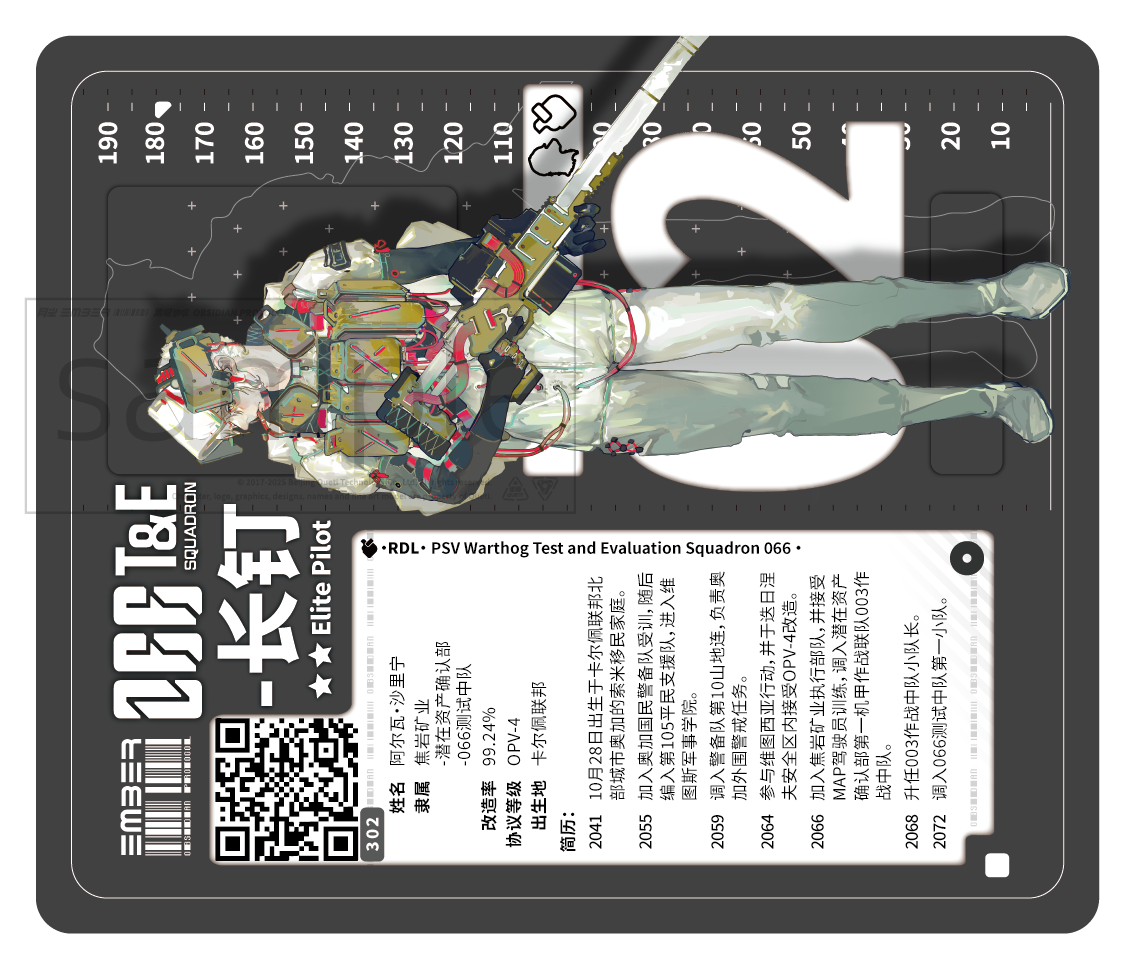 190
180
170
160
150
140
130
120
110
60
50
20
10
02
Sa
066 T&E
SQUADRON
-长钉
★★ Elite Pilot
EMBER
302
•RDL• PSV Warthog Test and Evaluation Squadron 066 •
姓名 阿尔瓦•沙里宁
隶属 焦岩矿业
-潜在资产确认部
-066测试中队
改造率 99.24%
协议等级 OPV-4
出生地 卡尔佩联邦
简历:
2041 10月28日出生于卡尔佩联邦北
部城市奥加的索米移民家庭。
2055 加入奥加国民警备队受训,随后
编入第105平民支援队,进入维
图斯军事学院。
2059 调入警备队第10山地连,负责奥
加外围警戒任务。
2064 参与维图西亚行动,并于迭日涅
夫安全区内接受OPV-4改造。
2066 加入焦岩矿业执行部队,并接受
MAP驾驶员训练,调入潜在资产
确认部第一机甲作战联队003作
战中队。
2068 升任003作战中队小队长。
2072 调入066测试中队第一小队。